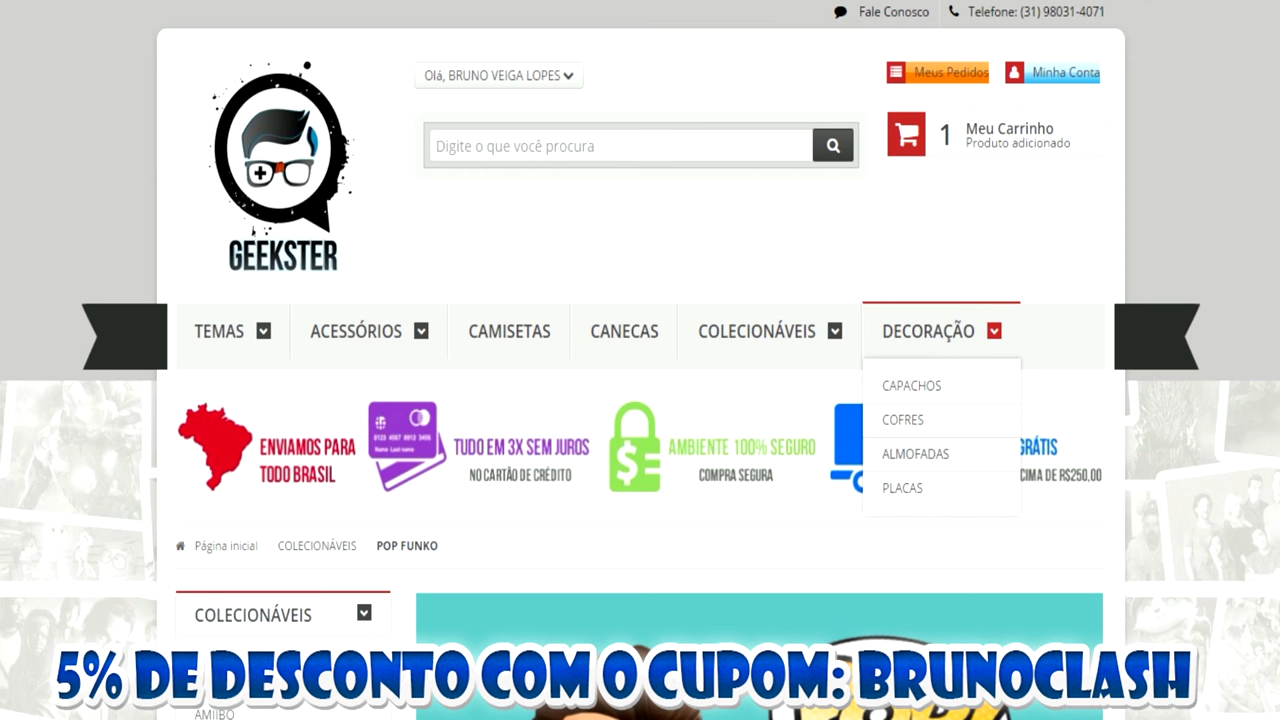 Fale Conosco
Telefone: (31) 98031-4071
Olá, BRUNO VEIGA LOPES
Meus Pedidos
Minha Conta
Digite o que você procura
1
Meu Carrinho
Produto adicionado
GEEKSTER
TEMAS
ACESSÓRIOS
CAMISETAS
CANECAS
COLECIONÁVEIS
DECORAÇÃO
CAPACHOS
COFRES
ALMOFADAS
PLACAS
ENVIAMOS PARA
TODO BRASIL
TUDO EM 3X SEM JUROS
NO CARTÃO DE CRÉDITO
AMBIENTE 100% SEGURO
COMPRA SEGURA
GRÁTIS
CIMA DE R$250,00
Página inicial
COLECIONÁVEIS
POP FUNKO
COLECIONÁVEIS
5% DE DESCONTO COM O CUPOM: BRUNOCLASH
AMIIBO